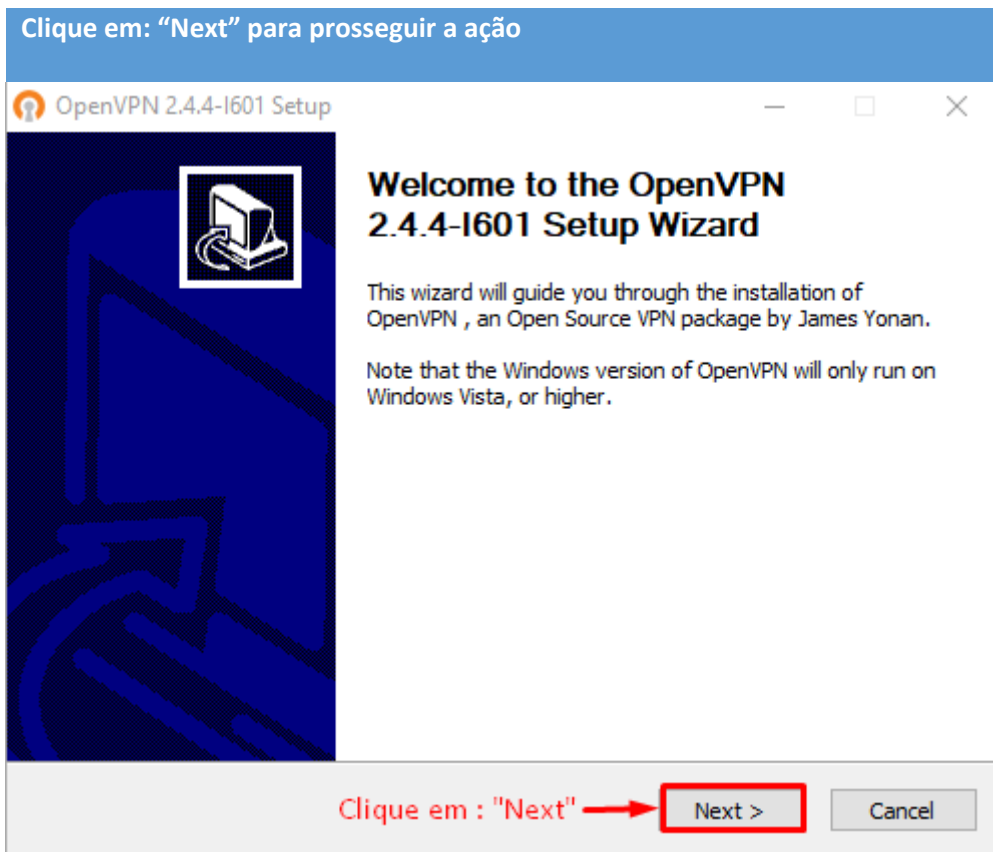 Clique em: “Next” para prosseguir a ação
OpenVPN 2.4.4-I601 Setup
Welcome to the OpenVPN
2.4.4-I601 Setup Wizard
This wizard will guide you through the installation of
OpenVPN , an Open Source VPN package by James Yonan.
Note that the Windows version of OpenVPN will only run on
Windows Vista, or higher.
Clique em : "Next" Next > Cancel